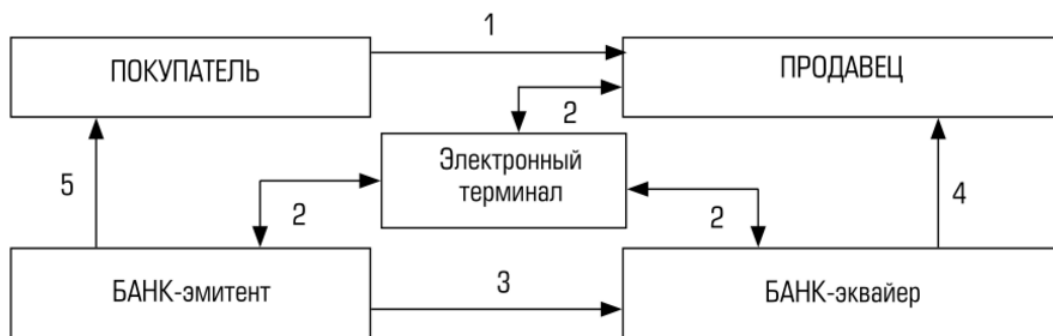 1
ПОКУПАТЕЛЬ
ПРОДАВЕЦ
2
Электронный
терминал
5
2
2
4
БАНК-эмитент
3
БАНК-эквайер